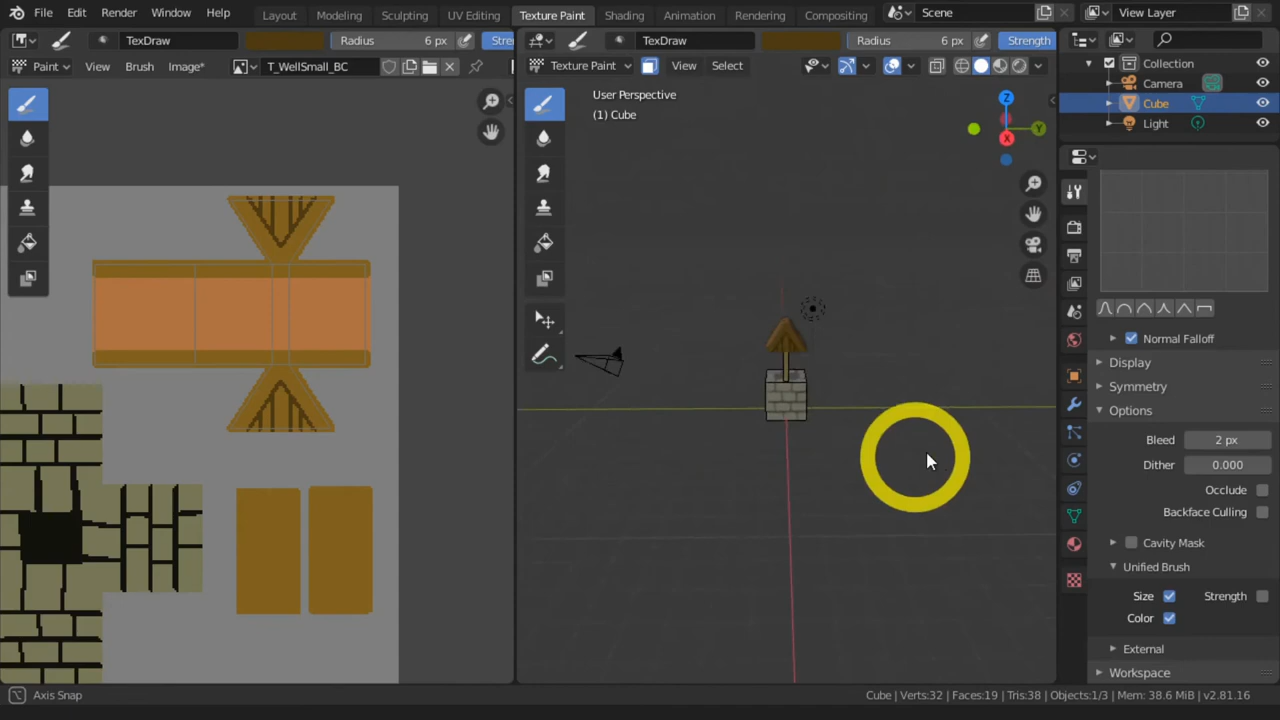 File Edit Render Window Help Layout Modeling Sculpting UV Editing Texture Paint Shading Animation Rendering Compositing Scene View Layer
TexDraw Radius 6 px Stre TexDraw Radius 6 px Strength
Paint View Brush Image* T_WellSmall_BC Texture Paint View Select
User Perspective
(1) Cube
Z
Y
X
Collection
Camera
Cube
Light
Normal Falloff
Display
Symmetry
Options
Bleed 2 px
Dither 0.000
Occlude
Backface Culling
Cavity Mask
Unified Brush
Size Strength
Color
External
Workspace
Axis Snap Cube | Verts:32 | Faces:19 | Tris:38 | Objects:1/3 | Mem: 38.6 MiB | v2.81.16